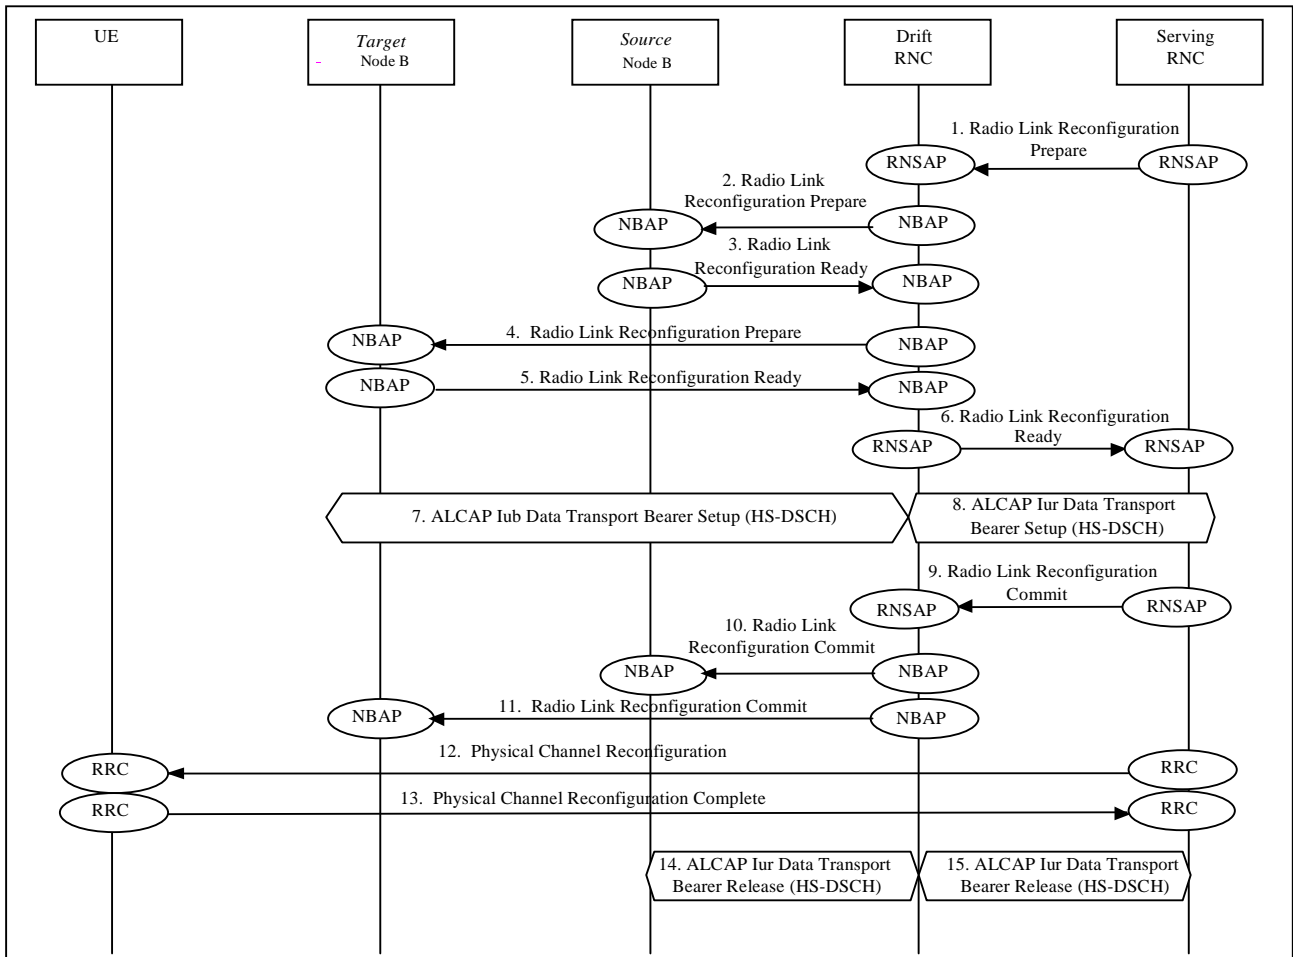 UE
Target
- Node B
Source
Node B
Drift
RNC
Serving
RNC
1. Radio Link Reconfiguration
Prepare
RNSAP
RNSAP
2. Radio Link
Reconfiguration Prepare
NBAP
NBAP
3. Radio Link
Reconfiguration Ready
NBAP
NBAP
4. Radio Link Reconfiguration Prepare
NBAP
NBAP
5. Radio Link Reconfiguration Ready
NBAP
NBAP
6. Radio Link Reconfiguration
Ready
RNSAP
RNSAP
7. ALCAP Iub Data Transport Bearer Setup (HS-DSCH)
8. ALCAP Iur Data Transport
Bearer Setup (HS-DSCH)
9. Radio Link Reconfiguration
Commit
RNSAP
RNSAP
10. Radio Link
Reconfiguration Commit
NBAP
NBAP
11. Radio Link Reconfiguration Commit
NBAP
NBAP
12. Physical Channel Reconfiguration
RRC
RRC
13. Physical Channel Reconfiguration Complete
RRC
RRC
14. ALCAP Iur Data Transport
Bearer Release (HS-DSCH)
15. ALCAP Iur Data Transport
Bearer Release (HS-DSCH)